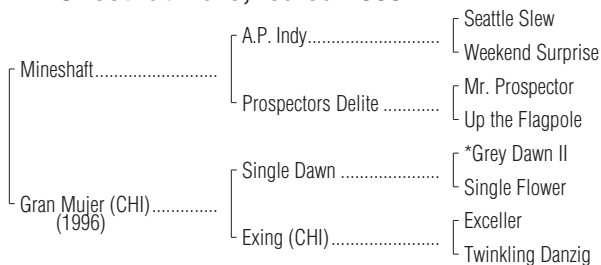 Seattle Slew
A.P. Indy
Weekend Surprise
Mineshaft
Mr. Prospector
Prospectors Delite
Up the Flagpole
*Grey Dawn II
Single Dawn
Single Flower
Gran Mujer (CHI)
(1996)
Exceller
Exing (CHI)
Twinkling Danzig